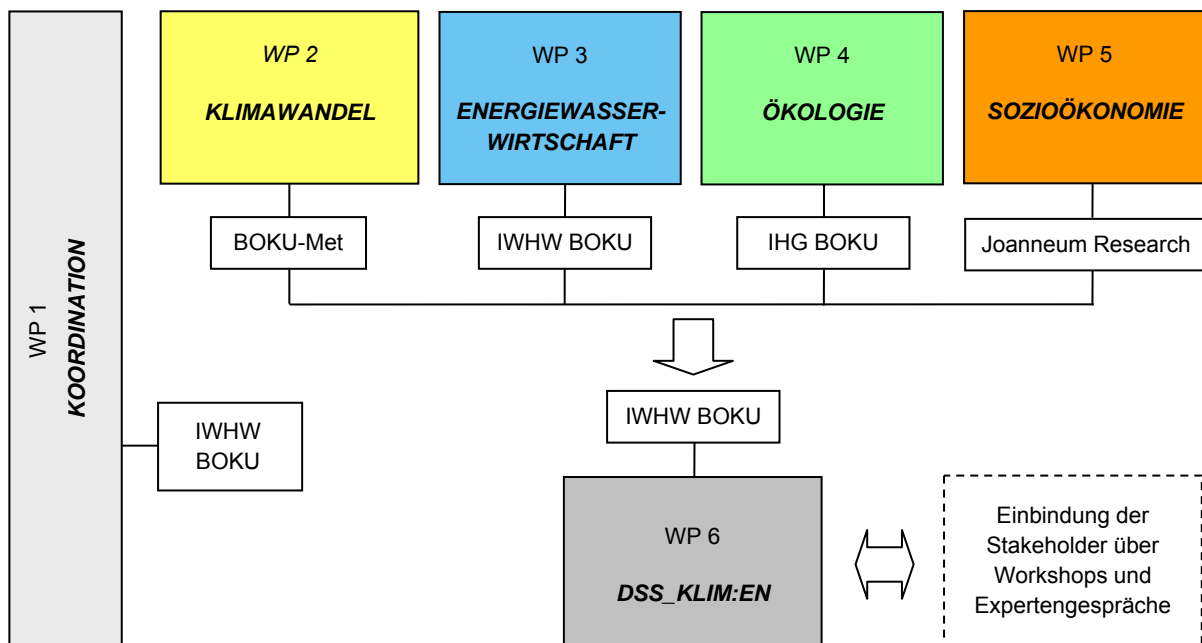 WP 1
KOORDINATION
IWHW
BOKU
WP 2
KLIMAWANDEL
BOKU-Met
WP 3
ENERGIEWASSER-
WIRTSCHAFT
IWHW BOKU
WP 4
ÖKOLOGIE
IHG BOKU
WP 5
SOZIOÖKONOMIE
Joanneum Research
IWHW BOKU
WP 6
DSS_KLIM:EN
Einbindung der
Stakeholder über
Workshops und
Expertengespräche